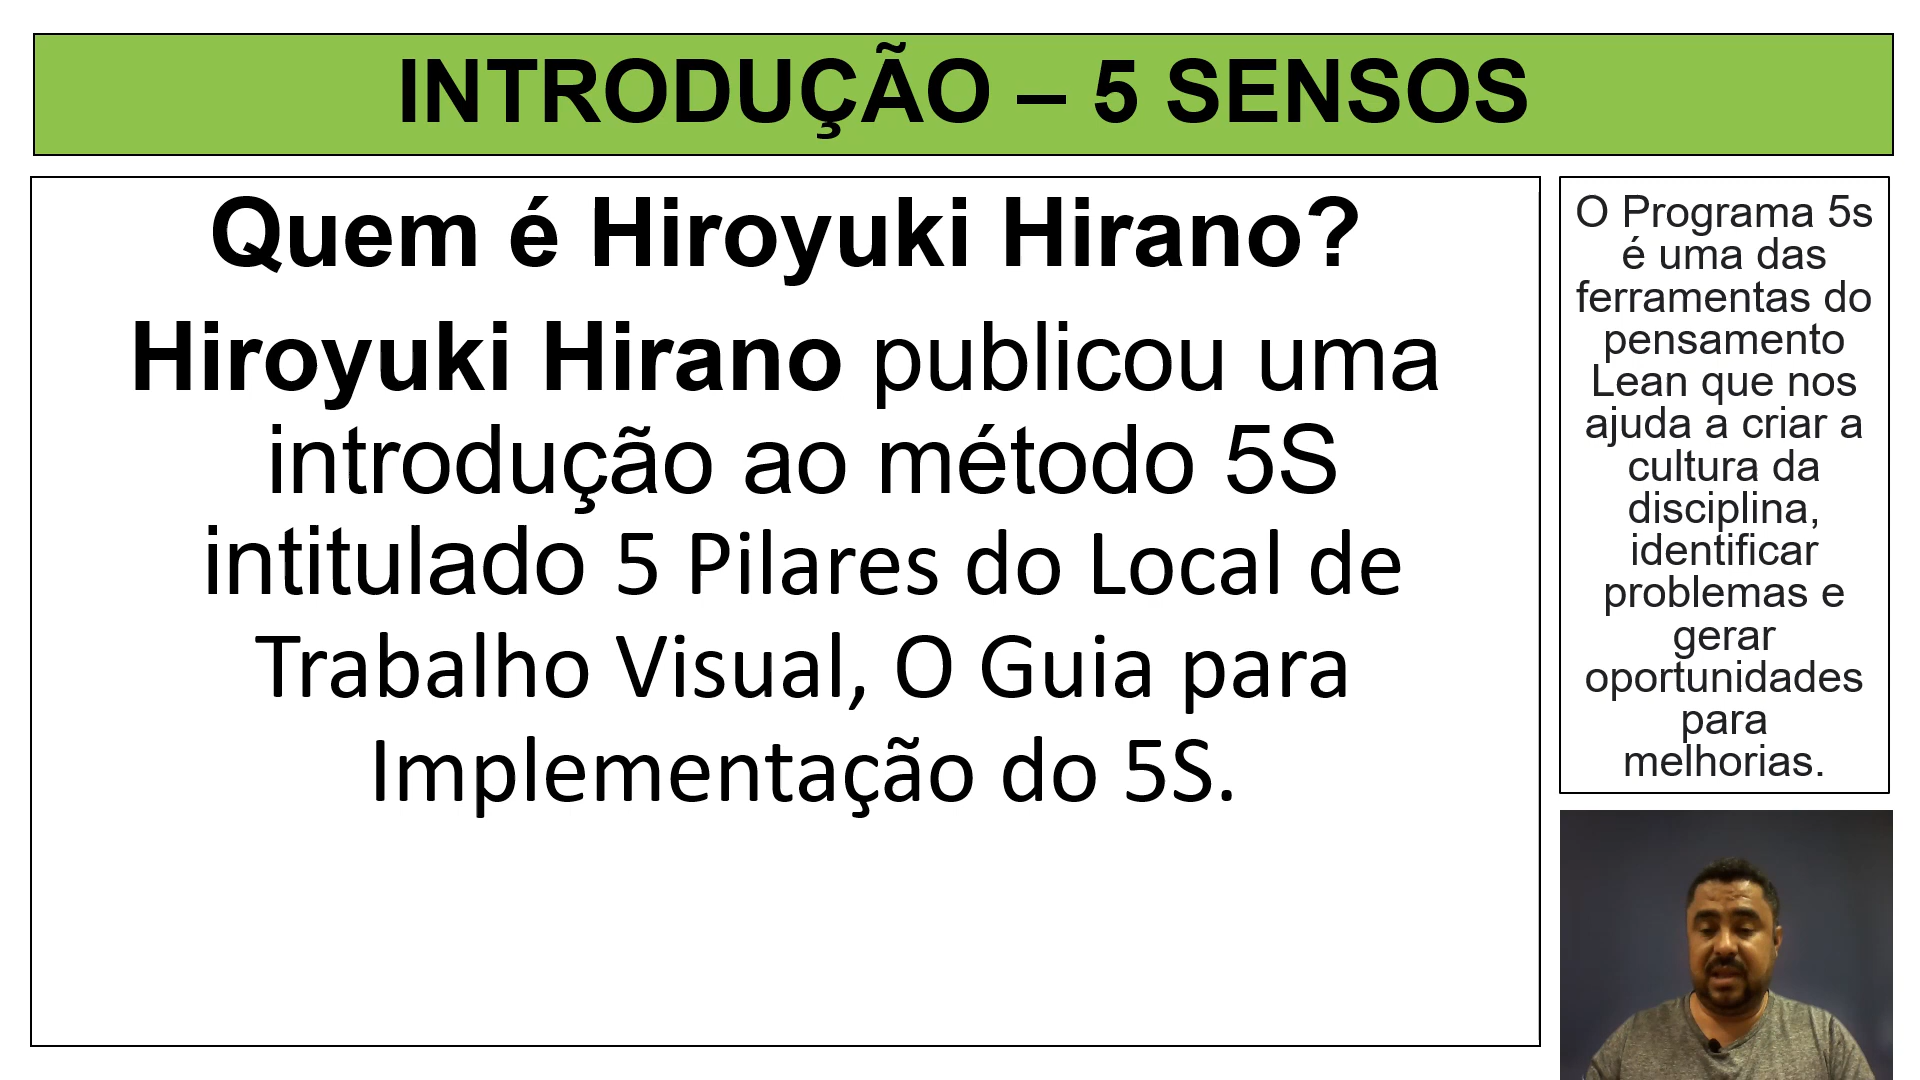 INTRODUÇÃO – 5 SENSOS
Quem é Hiroyuki Hirano?
Hiroyuki Hirano publicou uma
introdução ao método 5S
intitulado 5 Pilares do Local de
Trabalho Visual, O Guia para
Implementação do 5S.
O Programa 5s
é uma das
ferramentas do
pensamento
Lean que nos
ajuda a criar a
cultura da
disciplina,
identificar
problemas e
gerar
oportunidades
para
melhorias.